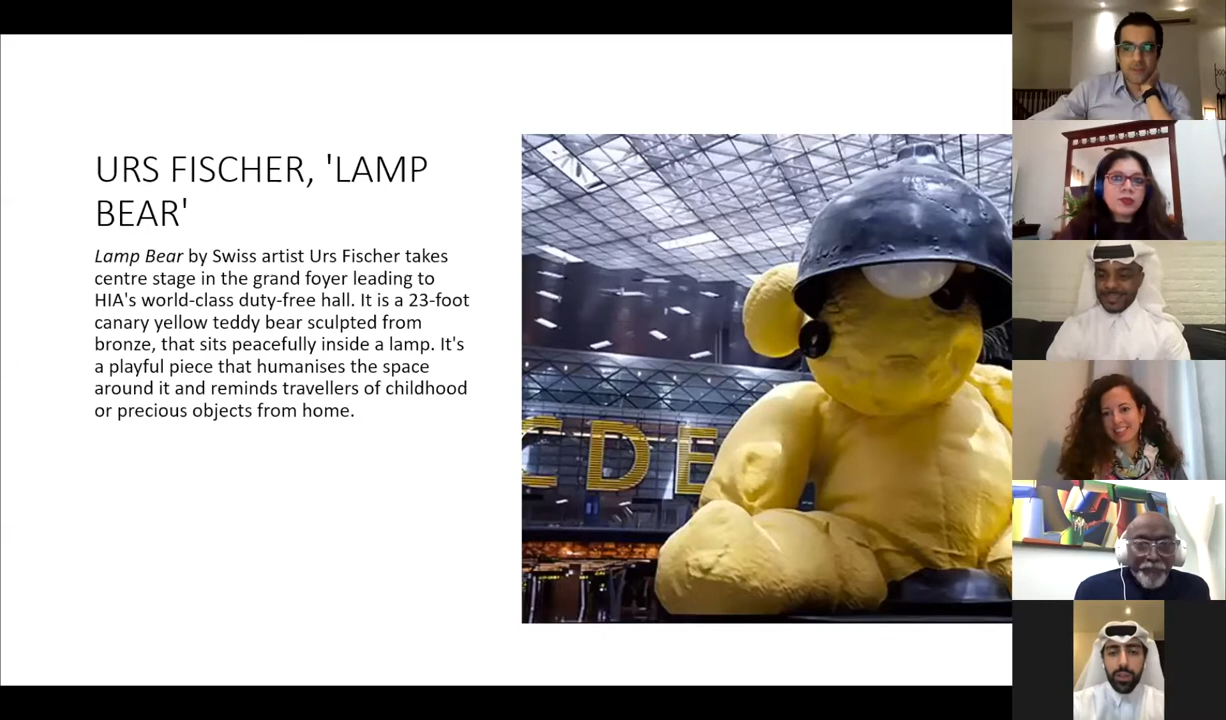 URS FISCHER, 'LAMP
BEAR'
Lamp Bear by Swiss artist Urs Fischer takes
centre stage in the grand foyer leading to
HIA's world-class duty-free hall. It is a 23-foot
canary yellow teddy bear sculpted from
bronze, that sits peacefully inside a lamp. It's
a playful piece that humanises the space
around it and reminds travellers of childhood
or precious objects from home.
C D E